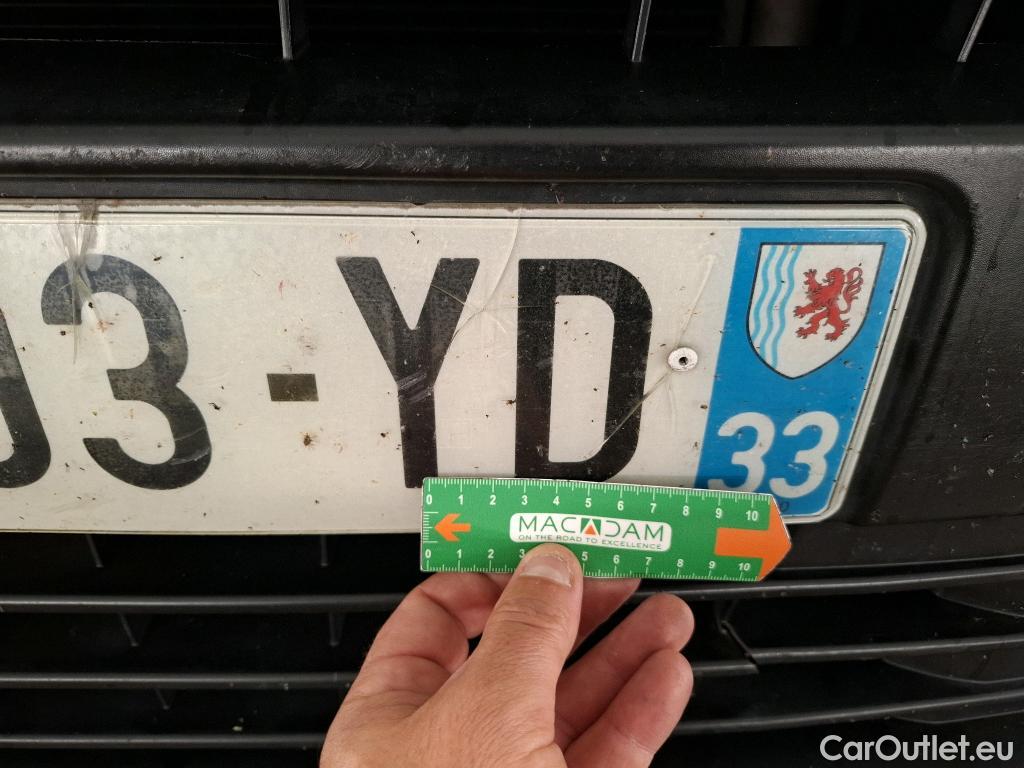 03 - YD
33
0 1 2 3 4 5 6 7 8 9 10
MACADAM
ON THE ROAD TO EXCELLENCE
0 1 2 3 5 6 7 8 9 10
CarOutlet.eu